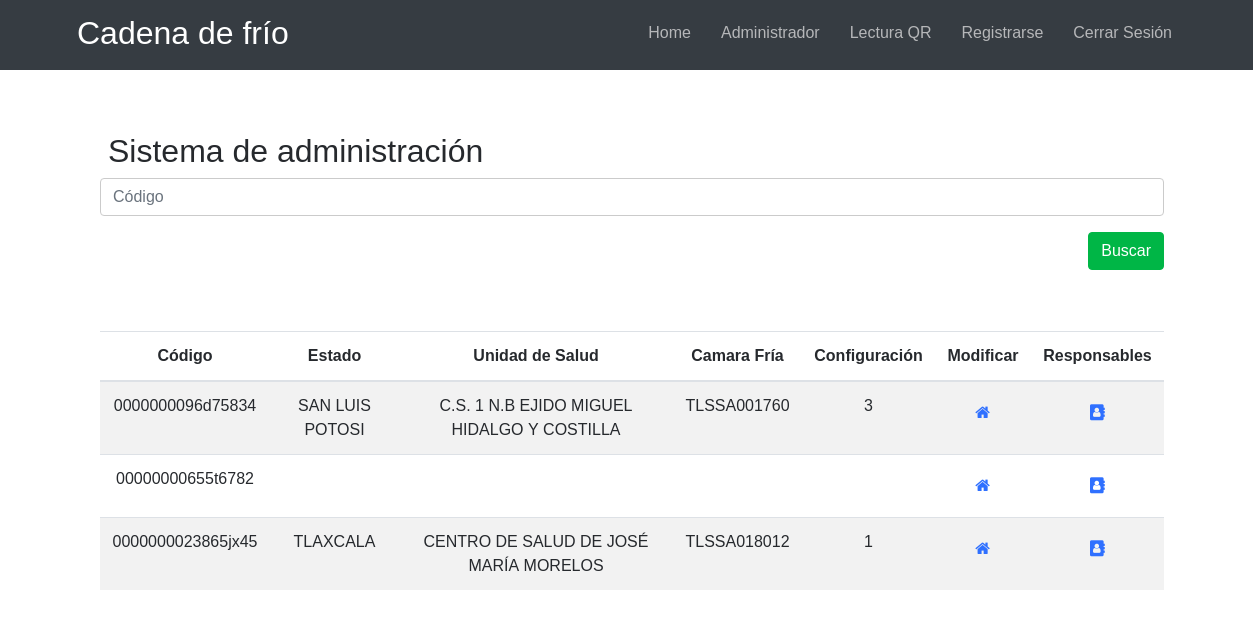 Cadena de frío
Home Administrador Lectura QR Registrarse Cerrar Sesión
Sistema de administración
Código
Buscar
Código Estado Unidad de Salud Camara Fría Configuración Modificar Responsables
0000000096d75834 SAN LUIS C.S. 1 N.B EJIDO MIGUEL TLSSA001760 3
POTOSI HIDALGO Y COSTILLA
00000000655t6782
0000000023865jx45 TLAXCALA CENTRO DE SALUD DE JOSÉ TLSSA018012 1
MARÍA MORELOS